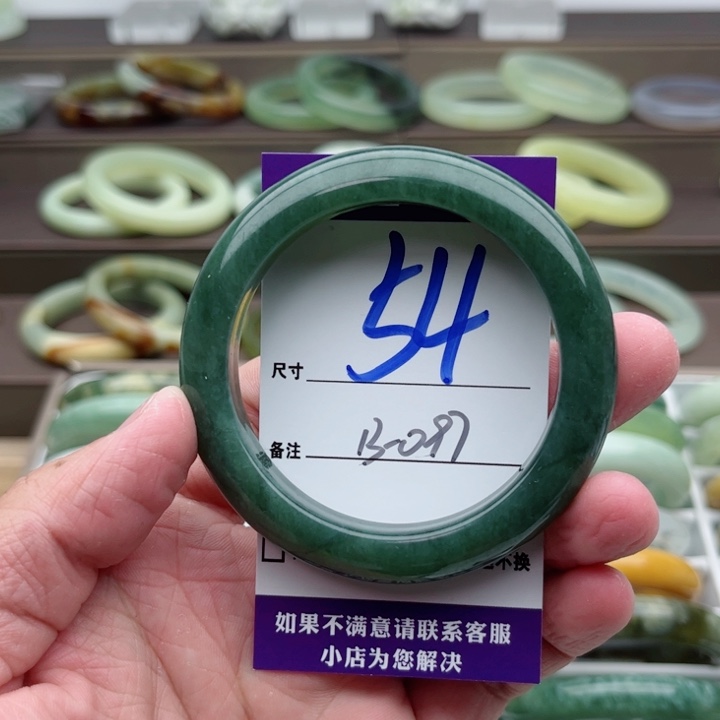 尺寸 54
备注 B-097
不换
如果不满意请联系客服
小店为您解决